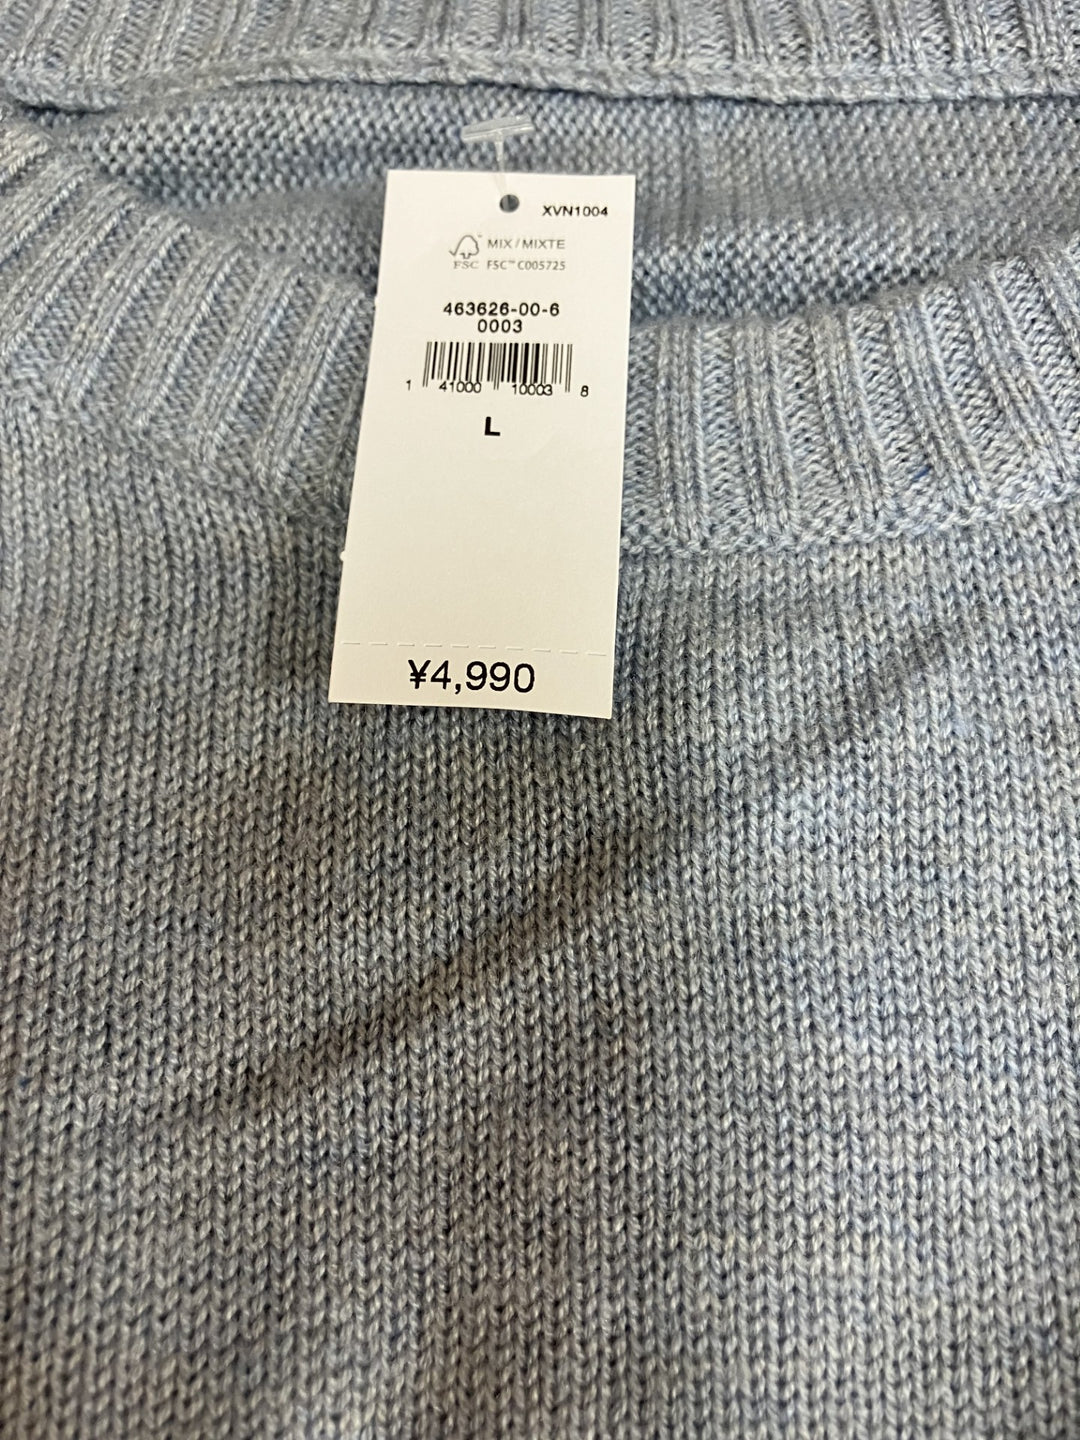 XVN1004
MIX / MIXTE
FSC FSC™ C005725
463626-00-6
0003
1 41000 10003 8
L
¥4,990